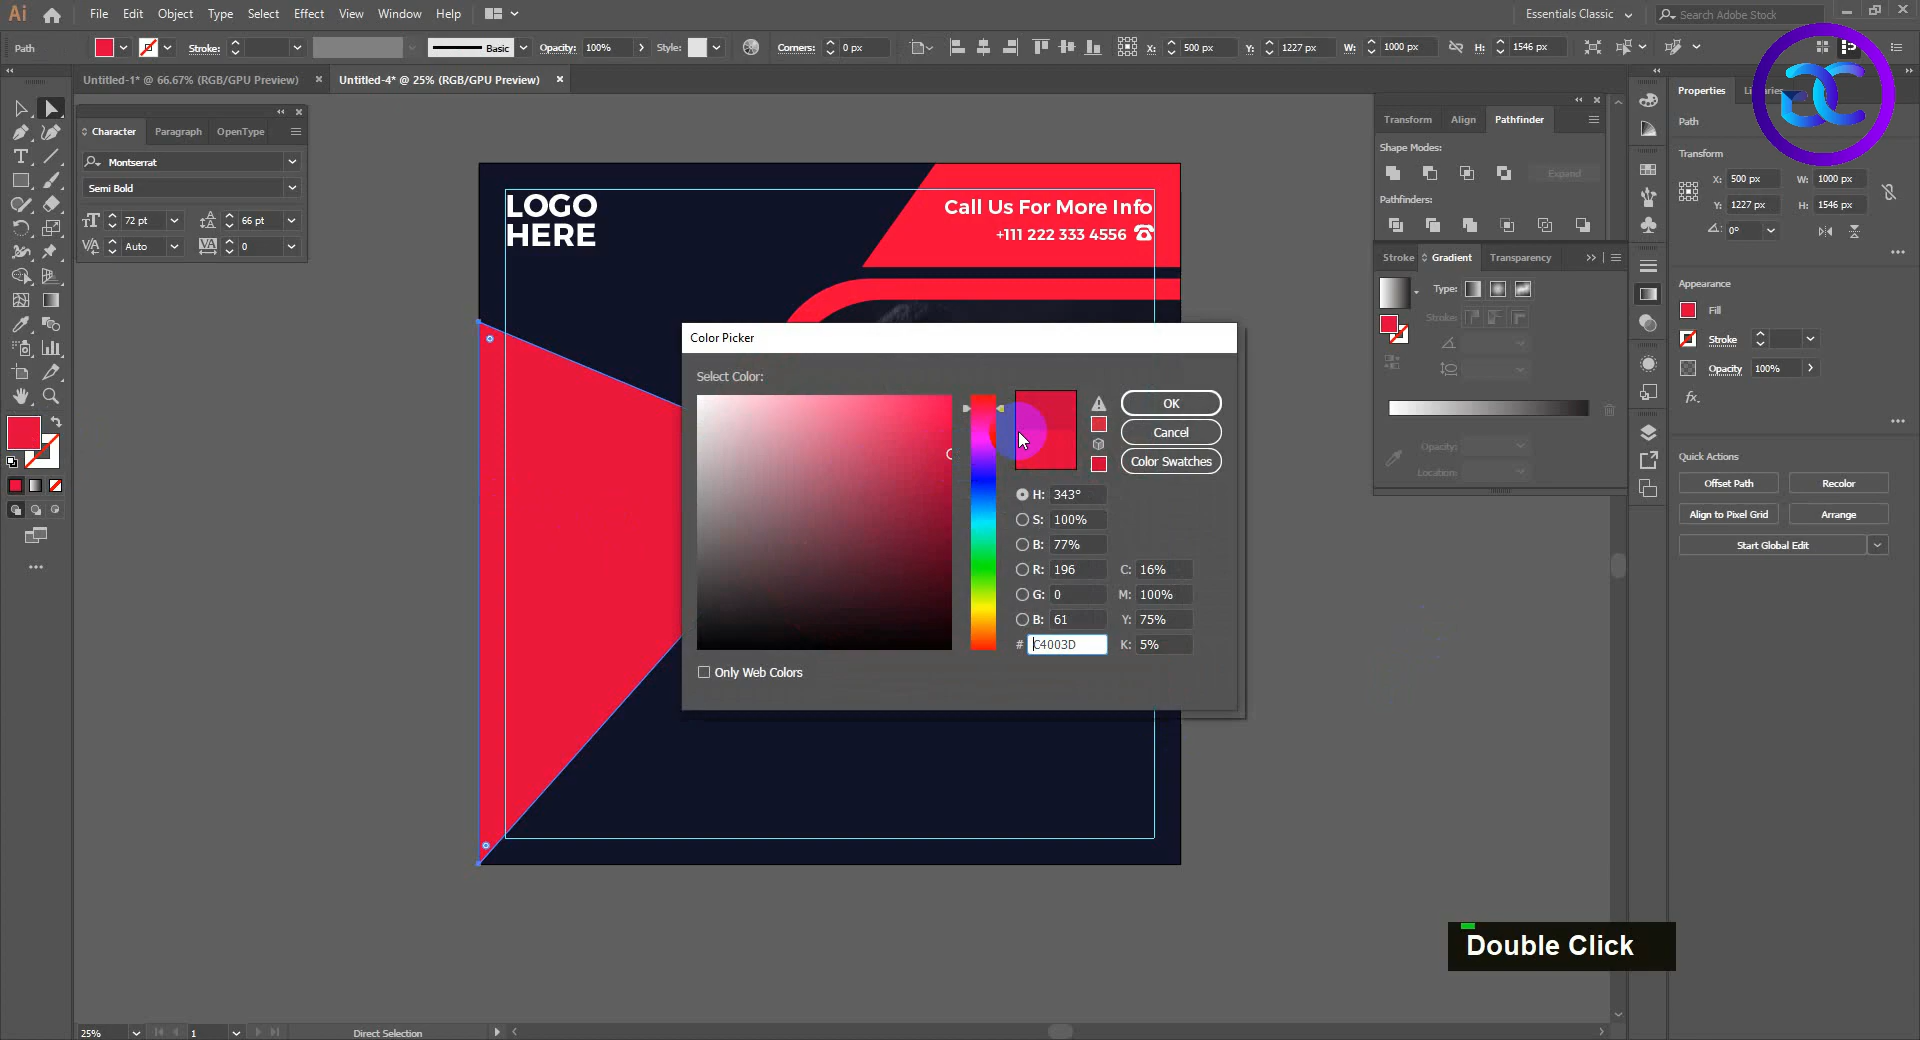 Ai File Edit Object Type Select Effect View Window Help Essentials Classic Search Adobe Stock
Path Stroke: Basic Opacity: 100% Style: Corners: 0 px X: 500 px Y: 1227 px W: 1000 px H: 1546 px
Untitled-1* @ 66.67% (RGB/GPU Preview) × Untitled-4* @ 25% (RGB/GPU Preview) ×
Character Paragraph OpenType
Montserrat
Semi Bold
72 pt 66 pt
Auto 0
LOGO
HERE
Call Us For More Info
+111 222 333 4556
Color Picker
Select Color:
OK
Cancel
Color Swatches
H: 343°
S: 100%
B: 77%
R: 196 C: 16%
G: 0 M: 100%
B: 61 Y: 75%
# C4003D K: 5%
Only Web Colors
Transform Align Pathfinder
Shape Modes:
Expand
Pathfinders:
Stroke Gradient Transparency
Type:
Stroke:
Opacity:
Location:
Properties
Path
Transform
X: 500 px W: 1000 px
Y: 1227 px H: 1546 px
0°
Appearance
Fill
Stroke
Opacity 100%
fx.
Quick Actions
Offset Path Recolor
Align to Pixel Grid Arrange
Start Global Edit
Double Click
25% 1 Direct Selection